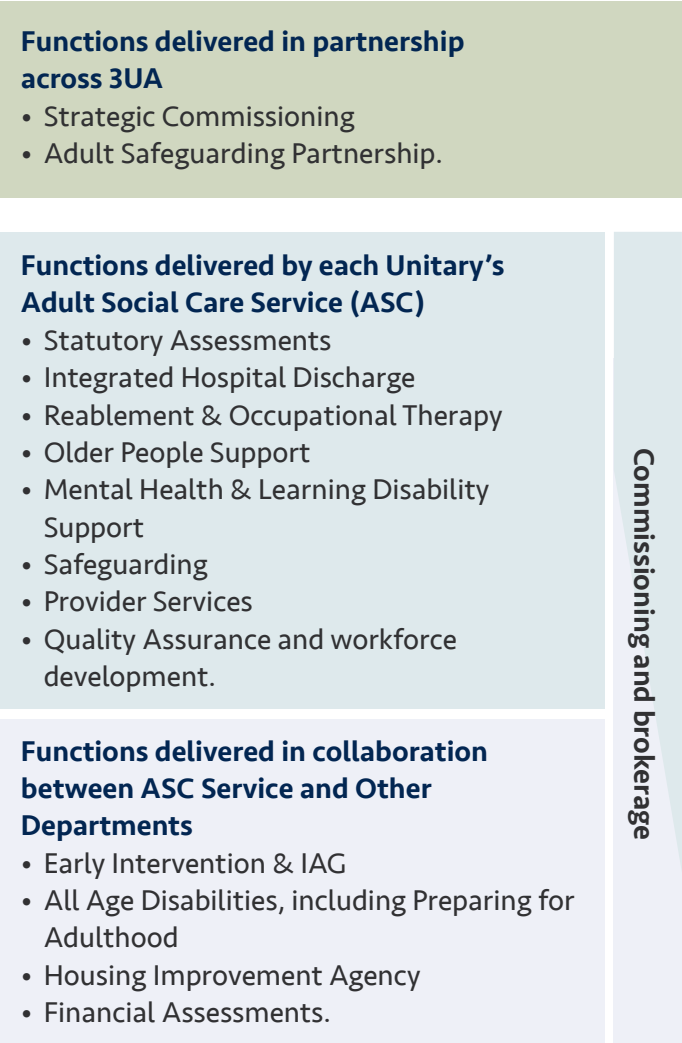 Functions delivered in partnership
across 3UA
• Strategic Commissioning
• Adult Safeguarding Partnership.
Functions delivered by each Unitary’s
Adult Social Care Service (ASC)
• Statutory Assessments
• Integrated Hospital Discharge
• Reablement & Occupational Therapy
• Older People Support
• Mental Health & Learning Disability
Support
• Safeguarding
• Provider Services
• Quality Assurance and workforce
development.
Functions delivered in collaboration
between ASC Service and Other
Departments
• Early Intervention & IAG
• All Age Disabilities, including Preparing for
Adulthood
• Housing Improvement Agency
• Financial Assessments.
Commissioning and brokerage